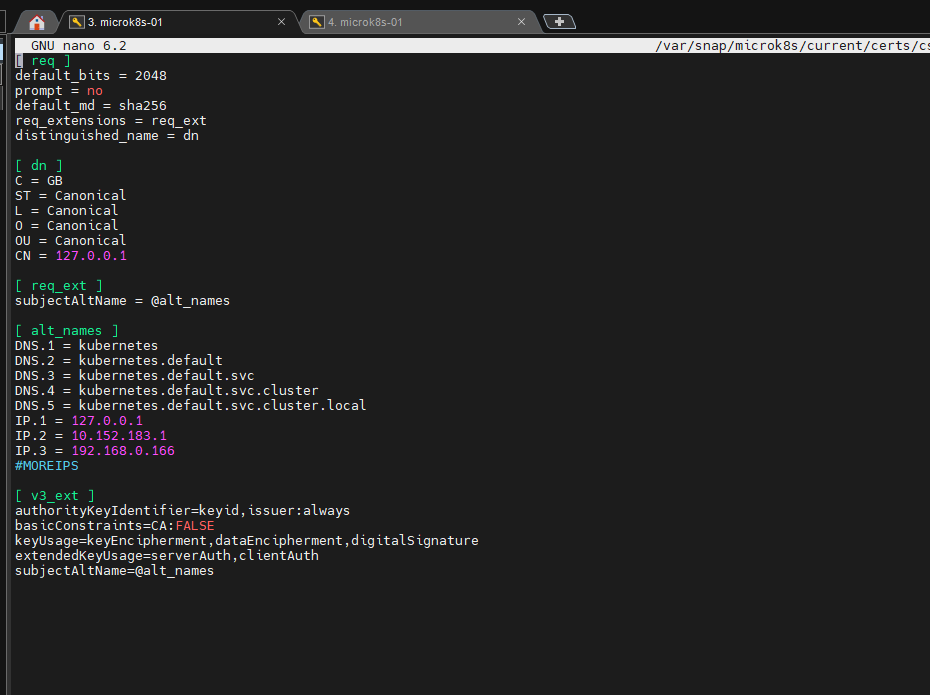 3. microk8s-01
4. microk8s-01
GNU nano 6.2 /var/snap/microk8s/current/certs/cs
[ req ]
default_bits = 2048
prompt = no
default_md = sha256
req_extensions = req_ext
distinguished_name = dn
[ dn ]
C = GB
ST = Canonical
L = Canonical
O = Canonical
OU = Canonical
CN = 127.0.0.1
[ req_ext ]
subjectAltName = @alt_names
[ alt_names ]
DNS.1 = kubernetes
DNS.2 = kubernetes.default
DNS.3 = kubernetes.default.svc
DNS.4 = kubernetes.default.svc.cluster
DNS.5 = kubernetes.default.svc.cluster.local
IP.1 = 127.0.0.1
IP.2 = 10.152.183.1
IP.3 = 192.168.0.166
#MOREIPS
[ v3_ext ]
authorityKeyIdentifier=keyid,issuer:always
basicConstraints=CA:FALSE
keyUsage=keyEncipherment,dataEncipherment,digitalSignature
extendedKeyUsage=serverAuth,clientAuth
subjectAltName=@alt_names